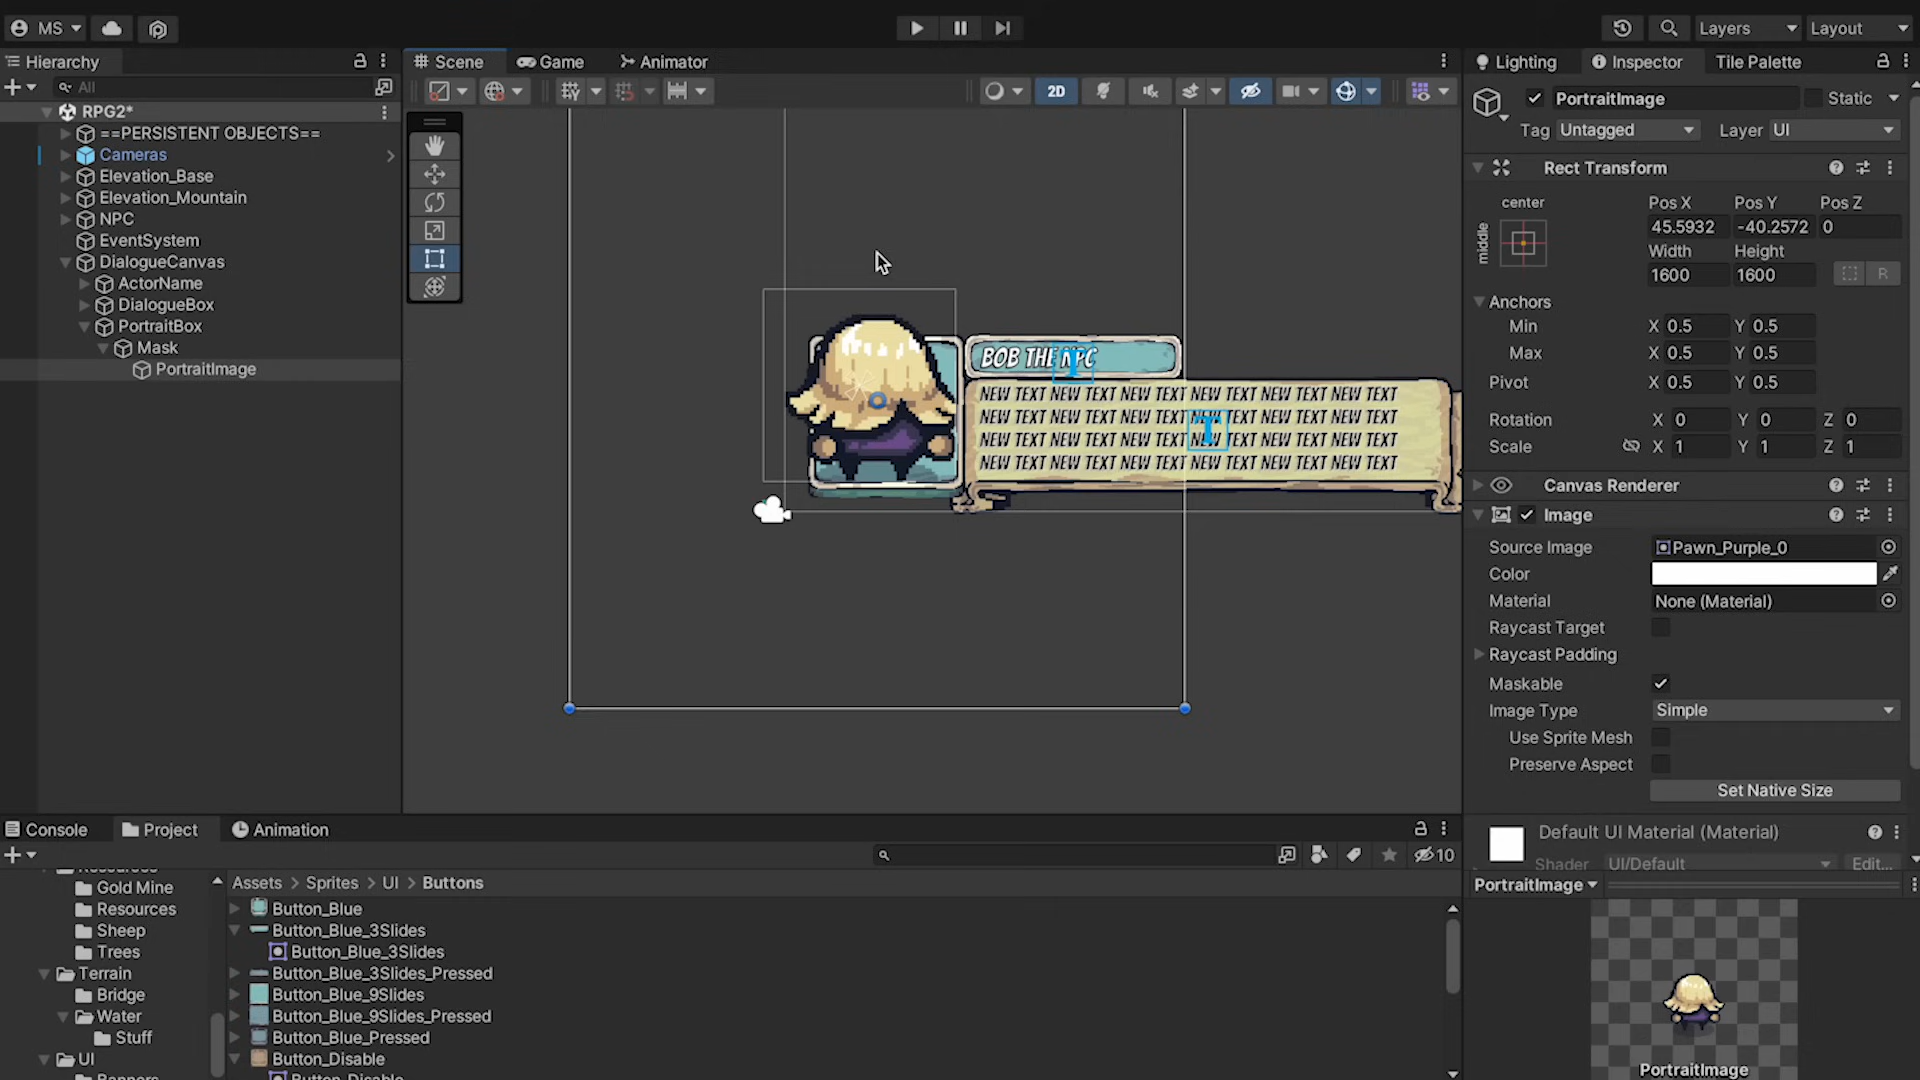 MS
Layers
Layout
Hierarchy
All
RPG2*
==PERSISTENT OBJECTS==
Cameras
Elevation_Base
Elevation_Mountain
NPC
EventSystem
DialogueCanvas
ActorName
DialogueBox
PortraitBox
Mask
PortraitImage
Scene
Game
Animator
2D
BOB THE NPC
NEW TEXT NEW TEXT NEW TEXT NEW TEXT NEW TEXT NEW TEXT
NEW TEXT NEW TEXT NEW TEXT NEW TEXT NEW TEXT NEW TEXT
NEW TEXT NEW TEXT NEW TEXT NEW TEXT NEW TEXT NEW TEXT
NEW TEXT NEW TEXT NEW TEXT NEW TEXT NEW TEXT NEW TEXT
Lighting
Inspector
Tile Palette
PortraitImage
Static
Tag Untagged
Layer UI
Rect Transform
center
middle
Pos X Pos Y Pos Z
45.5932 -40.2572 0
Width Height
1600 1600
R
Anchors
Min X 0.5 Y 0.5
Max X 0.5 Y 0.5
Pivot X 0.5 Y 0.5
Rotation X 0 Y 0 Z 0
Scale X 1 Y 1 Z 1
Canvas Renderer
Image
Source Image Pawn_Purple_0
Color
Material None (Material)
Raycast Target
Raycast Padding
Maskable
Image Type Simple
Use Sprite Mesh
Preserve Aspect
Set Native Size
Default UI Material (Material)
Shader UI/Default Edit...
PortraitImage
PortraitImage
Console
Project
Animation
10
Resources
Gold Mine
Resources
Sheep
Trees
Terrain
Bridge
Water
Stuff
UI
Banners
Assets > Sprites > UI > Buttons
Button_Blue
Button_Blue_3Slides
Button_Blue_3Slides
Button_Blue_3Slides_Pressed
Button_Blue_9Slides
Button_Blue_9Slides_Pressed
Button_Blue_Pressed
Button_Disable
Button_Disable